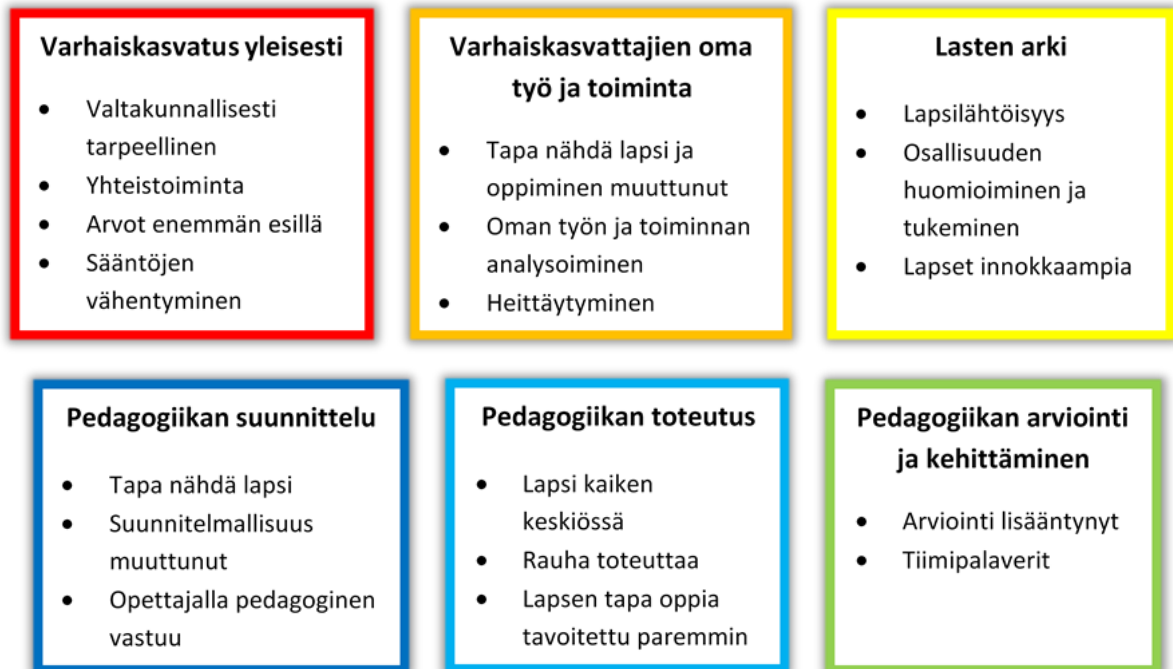 Varhaiskasvatus yleisesti
• Valtakunnallisesti
tarpeellinen
• Yhteistoiminta
• Arvot enemmän esillä
• Sääntöjen
vähentyminen
Varhaiskasvattajien oma
työ ja toiminta
• Tapa nähdä lapsi ja
oppiminen muuttunut
• Oman työn ja toiminnan
analysoiminen
• Heittäytyminen
Lasten arki
• Lapsilähtöisyys
• Osallisuuden
huomioiminen ja
tukeminen
• Lapset innokkaampia
Pedagogiikan suunnittelu
• Tapa nähdä lapsi
• Suunnitelmallisuus
muuttunut
• Opettajalla pedagoginen
vastuu
Pedagogiikan toteutus
• Lapsi kaiken
keskiössä
• Rauha toteuttaa
• Lapsen tapa oppia
tavoitettu paremmin
Pedagogiikan arviointi
ja kehittäminen
• Arviointi lisääntynyt
• Tiimipalaverit